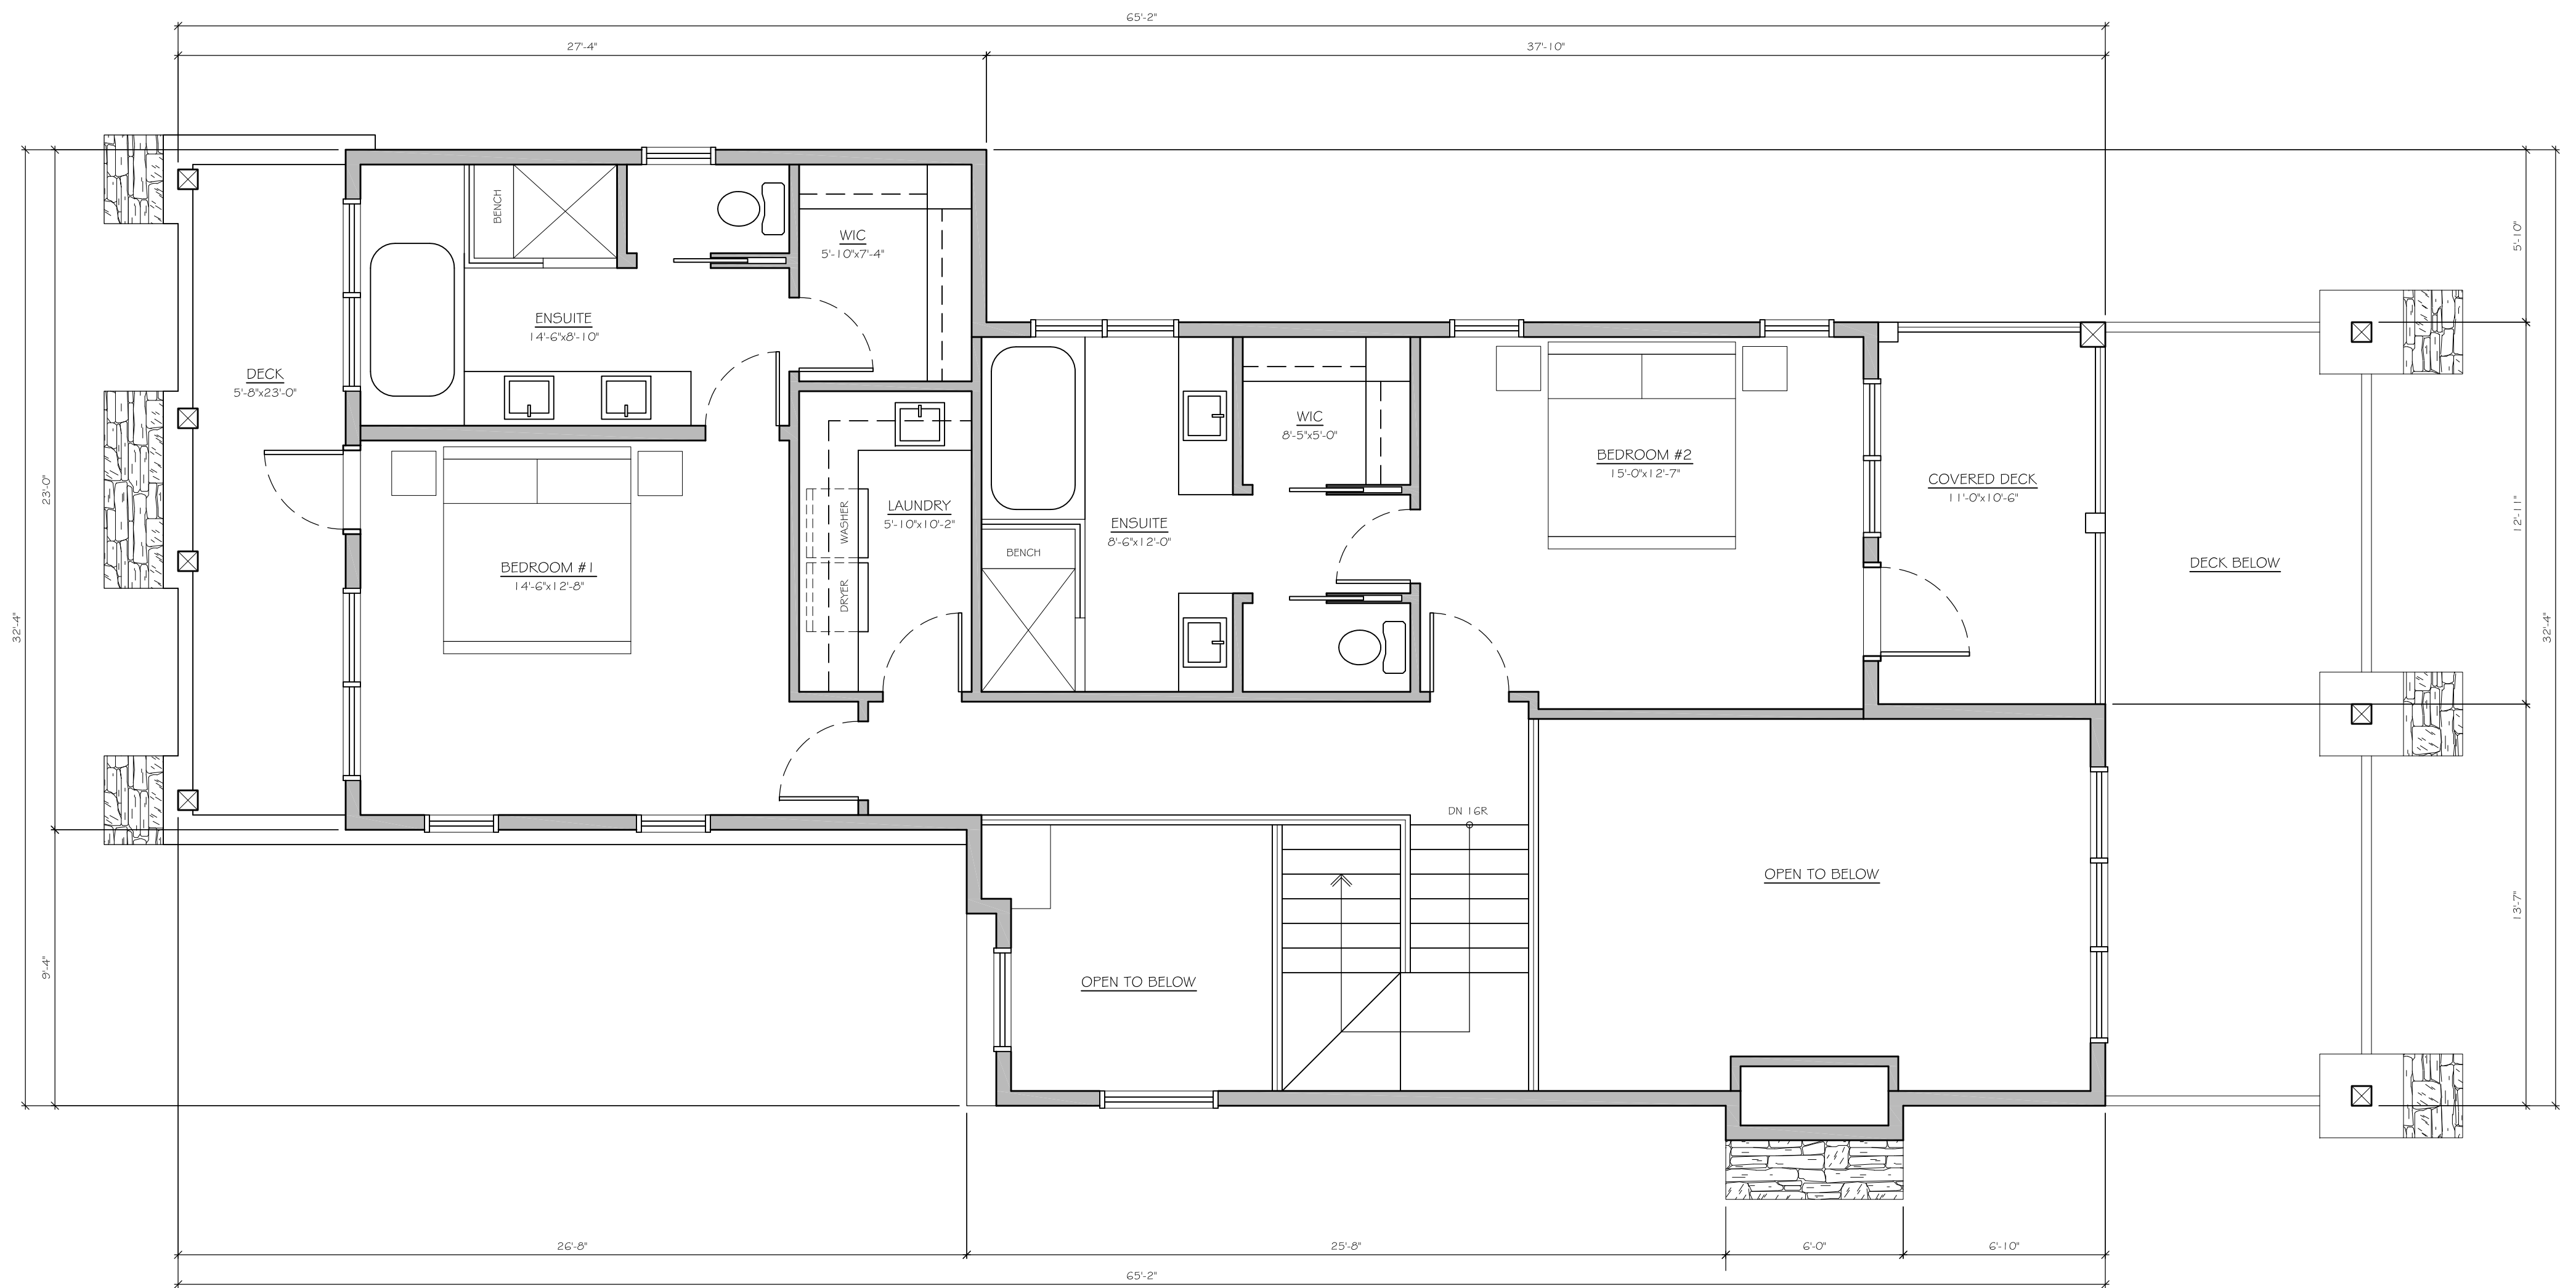 65'-2"
27'-4"
37'-10"
BENCH
WIC
5'-10"x7'-4"
5'-10"
ENSUITE
14'-6"x8'-10"
DECK
5'-8"x23'-0"
WIC
8'-5"x5'-0"
BEDROOM #2
15'-0"x12'-7"
COVERED DECK
11'-0"x10'-6"
23'-0"
WASHER
LAUNDRY
5'-10"x10'-2"
ENSUITE
8'-6"x12'-0"
12'-11"
BENCH
DECK BELOW
BEDROOM #1
14'-6"x12'-8"
DRYER
32'-4"
32'-4"
DN 16R
OPEN TO BELOW
13'-7"
9'-4"
OPEN TO BELOW
26'-8"
25'-8"
6'-0"
6'-10"
65'-2"